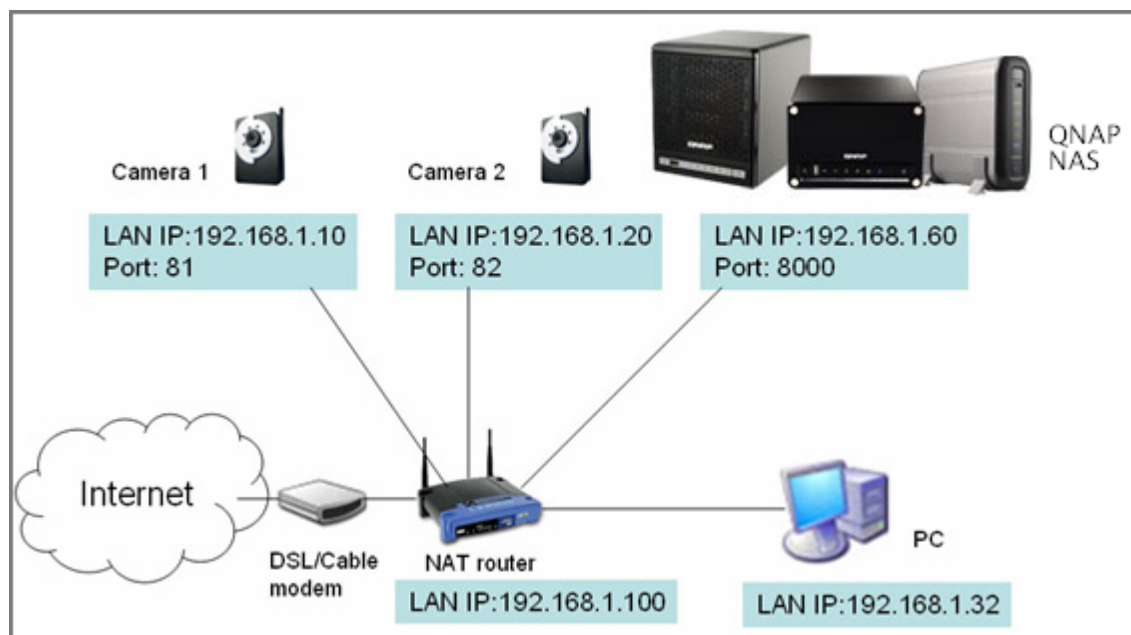 QNAP
NAS
Camera 1
Camera 2
LAN IP:192.168.1.10
Port: 81
LAN IP:192.168.1.20
Port: 82
LAN IP:192.168.1.60
Port: 8000
Internet
DSL/Cable
modem
NAT router
PC
LAN IP:192.168.1.100
LAN IP:192.168.1.32